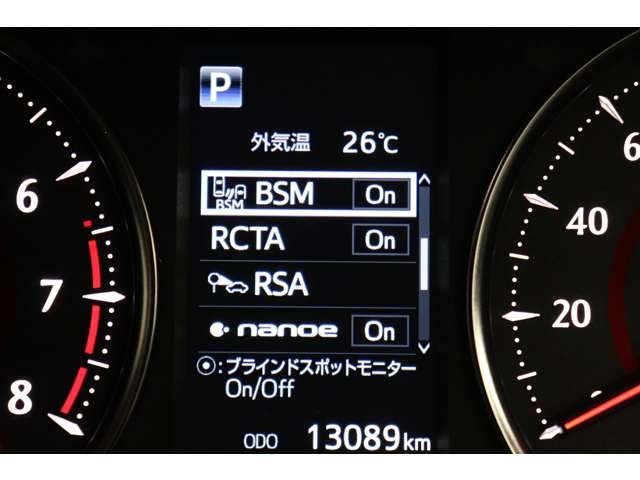 P
外気温 26℃
BSM BSM On
RCTA On
RSA
nanoe On
⦿:ブラインドスポットモニター
On/Off
ODO 13089km
6
7
8
6
40
20